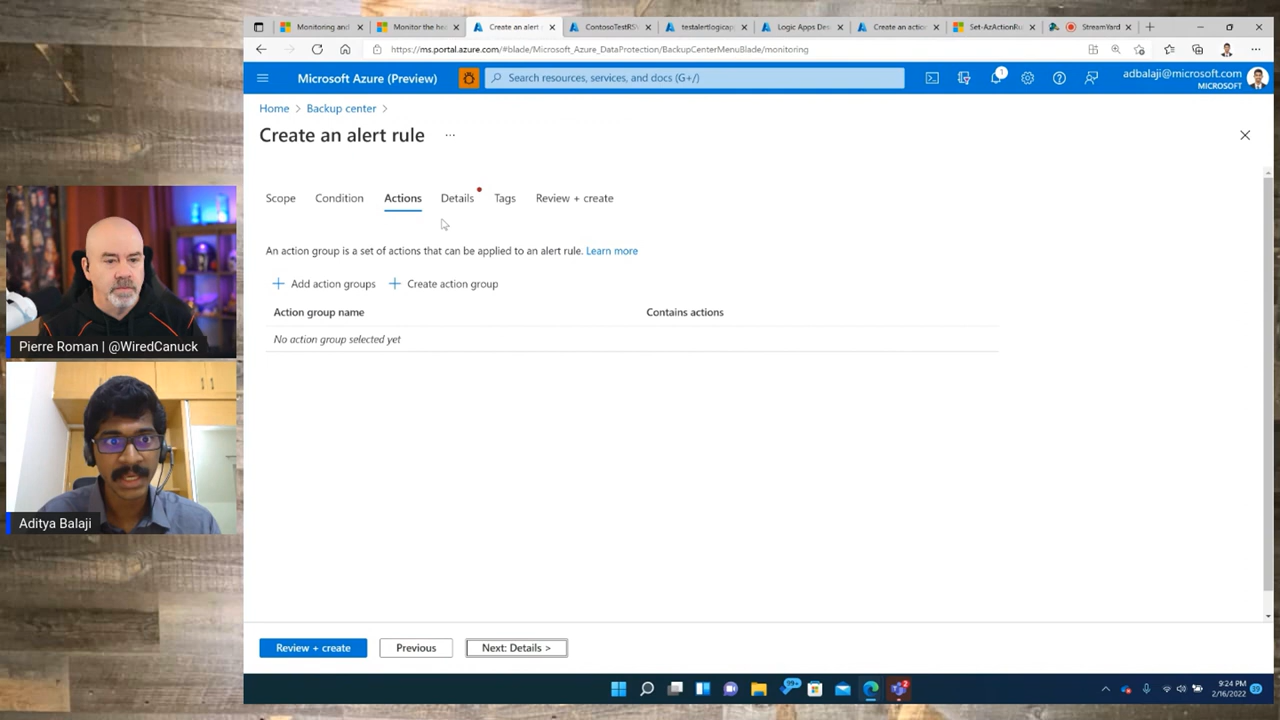 Monitoring and
Monitor the he
Create an alert
ContosoTestRSV
testalertlogicap
Logic Apps Des
Create an actio
Set-AzActionRu
StreamYard
https://ms.portal.azure.com/#blade/Microsoft_Azure_DataProtection/BackupCenterMenuBlade/monitoring
Microsoft Azure (Preview)
Search resources, services, and docs (G+/)
1
adbalaji@microsoft.com
MICROSOFT
Home > Backup center >
Create an alert rule ...
Scope
Condition
Actions
Details
Tags
Review + create
An action group is a set of actions that can be applied to an alert rule. Learn more
+ Add action groups
+ Create action group
Action group name
Contains actions
No action group selected yet
Pierre Roman | @WiredCanuck
Aditya Balaji
Review + create
Previous
Next: Details >
99+
2
9:24 PM
2/16/2022